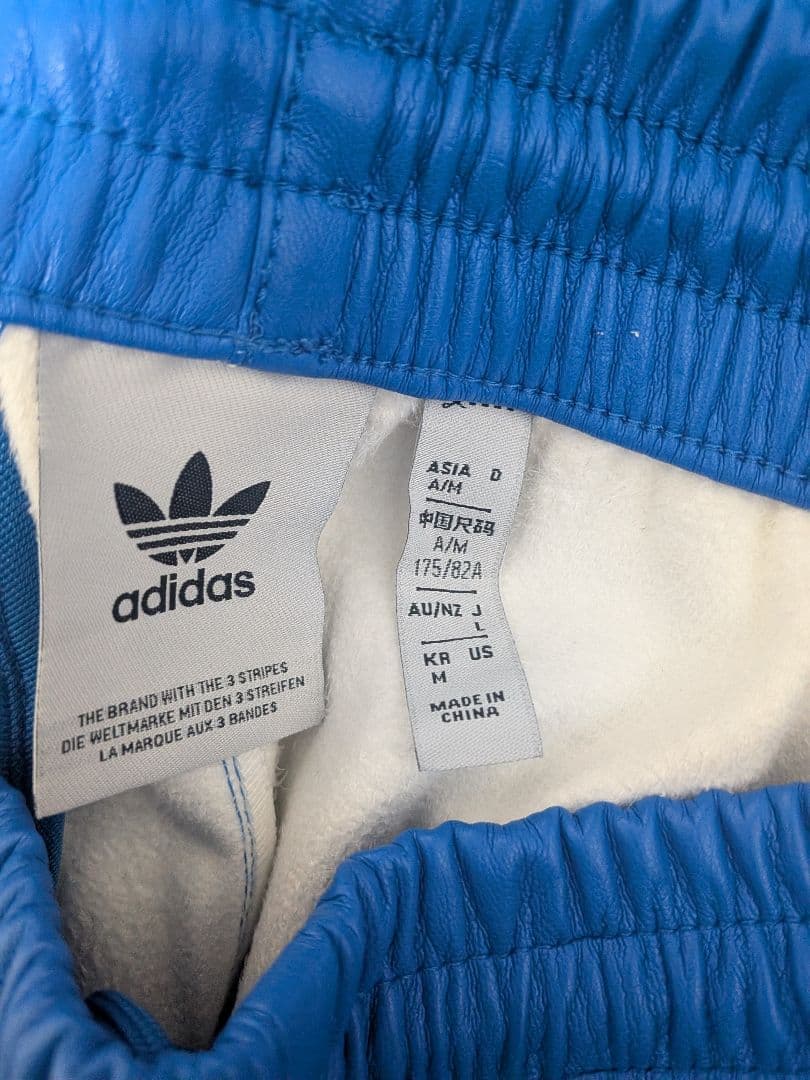 adidas
THE BRAND WITH THE 3 STRIPES
DIE WELTMARKE MIT DEN 3 STREIFEN
LA MARQUE AUX 3 BANDES
ASIA D
A/M
中国尺码
A/M
175/82A
AU/NZ J
L
KR US
M
MADE IN
CHINA